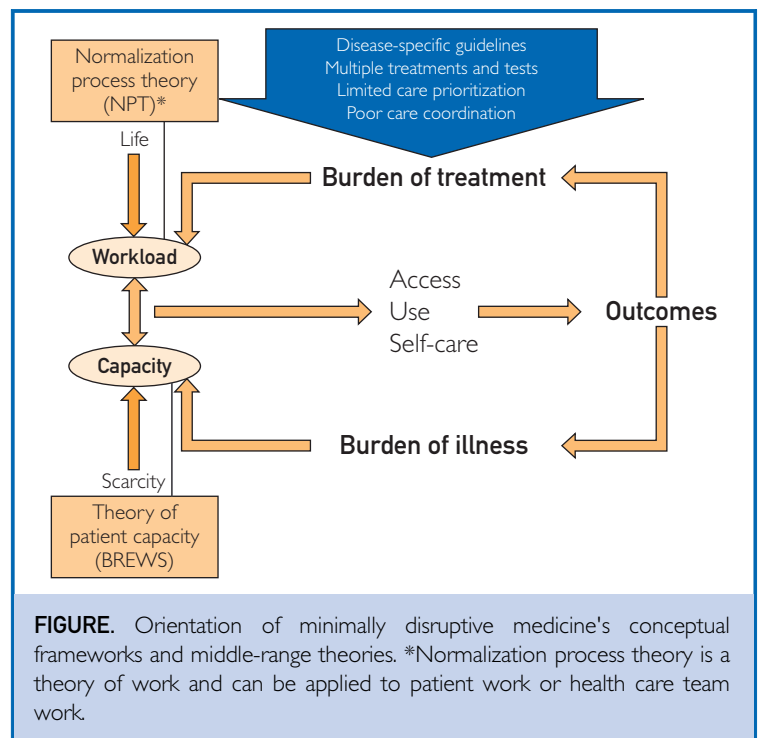 Normalization
process theory
(NPT)*
Disease-specific guidelines
Multiple treatments and tests
Limited care prioritization
Poor care coordination
Life
Burden of treatment
Workload
Access
Use
Self-care
Outcomes
Capacity
Burden of illness
Scarcity
Theory of
patient capacity
(BREWS)
FIGURE. Orientation of minimally disruptive medicine's conceptual
frameworks and middle-range theories. *Normalization process theory is a
theory of work and can be applied to patient work or health care team
work.